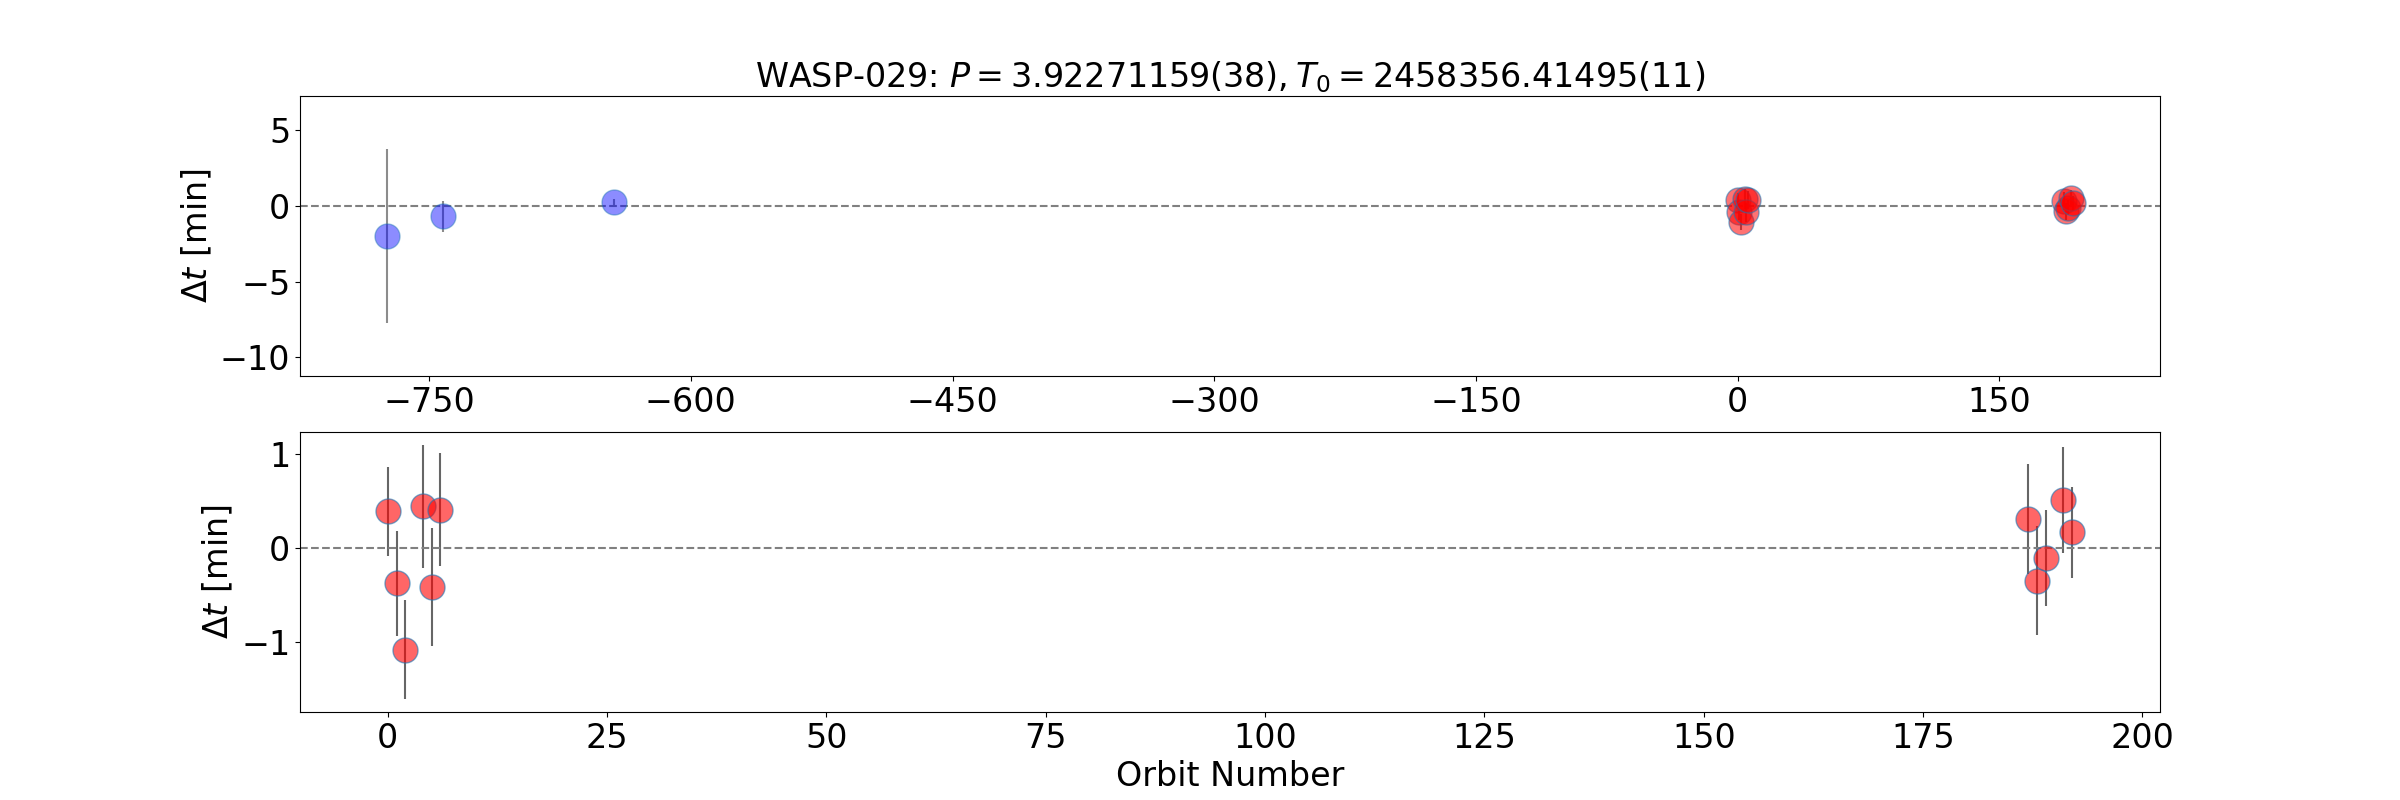 WASP-029: P = 3.92271159(38), T₀ = 2458356.41495(11)
Δt [min]
5
0
−5
−10
−750 −600 −450 −300 −150 0 150
Δt [min]
1
0
−1
0 25 50 75 100 125 150 175 200
Orbit Number